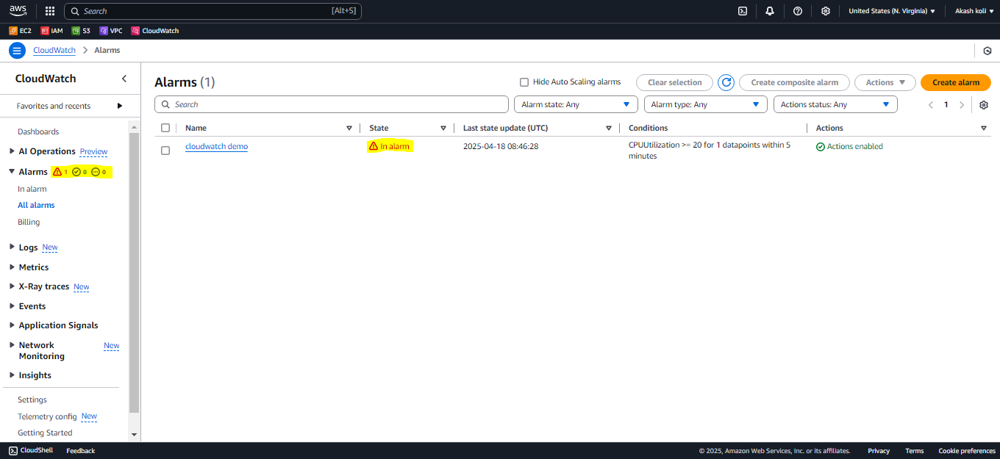 aws
Search [Alt+S]
United States (N. Virginia)
Akash koli
EC2 IAM S3 VPC CloudWatch
CloudWatch > Alarms
CloudWatch
Favorites and recents
Dashboards
AI Operations Preview
Alarms 1 0 0
In alarm
All alarms
Billing
Logs New
Metrics
X-Ray traces New
Events
Application Signals
Network New
Monitoring
Insights
Settings
Telemetry config New
Getting Started
Alarms (1)
Hide Auto Scaling alarms
Clear selection
Create composite alarm
Actions
Create alarm
Search
Alarm state: Any
Alarm type: Any
Actions status: Any
1
Name State Last state update (UTC) Conditions Actions
cloudwatch demo In alarm 2025-04-18 08:46:28 CPUUtilization >= 20 for 1 datapoints within 5
minutes
Actions enabled
CloudShell Feedback
© 2025, Amazon Web Services, Inc. or its affiliates. Privacy Terms Cookie preferences